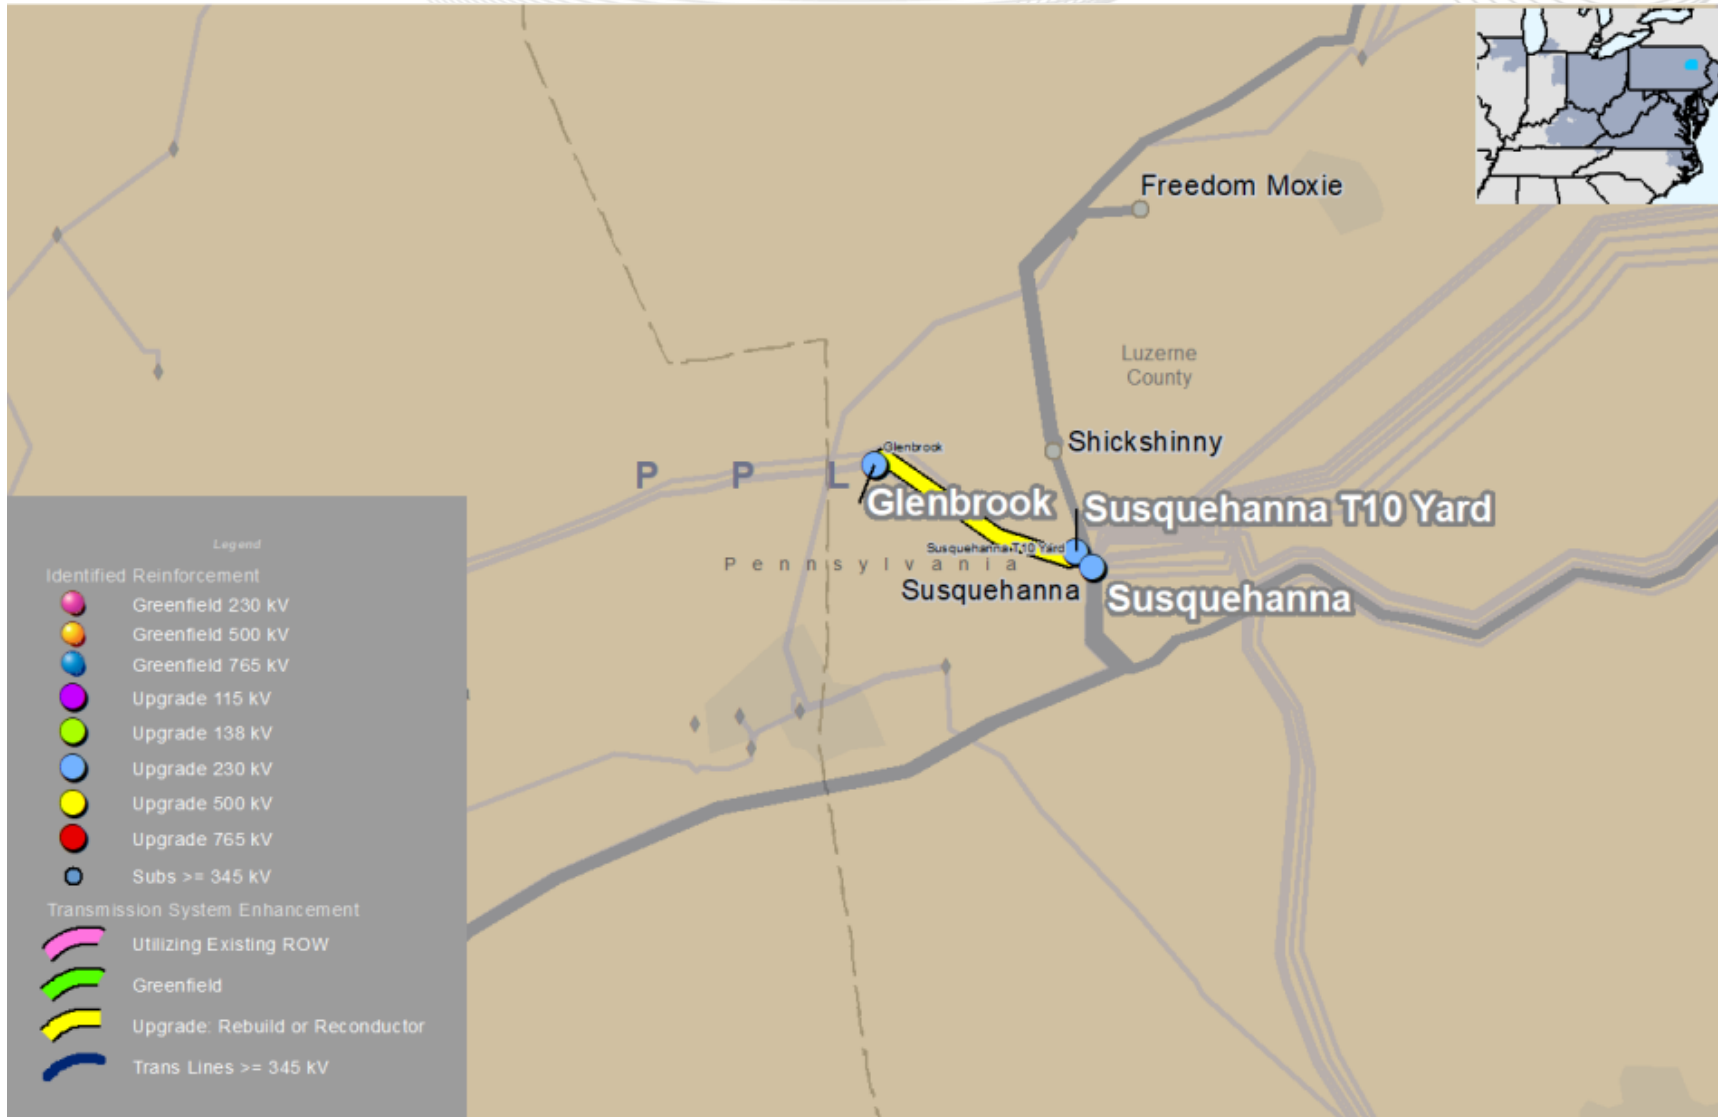 Freedom Moxie
Luzerne
County
Shickshinny
Glenbrook
P P L
Glenbrook
Susquehanna T10 Yard
Susquehanna T10 Yard
Pennsylvania
Susquehanna
Susquehanna
Legend
Identified Reinforcement
Greenfield 230 kV
Greenfield 500 kV
Greenfield 765 kV
Upgrade 115 kV
Upgrade 138 kV
Upgrade 230 kV
Upgrade 500 kV
Upgrade 765 kV
Subs >= 345 kV
Transmission System Enhancement
Utilizing Existing ROW
Greenfield
Upgrade: Rebuild or Reconductor
Trans Lines >= 345 kV